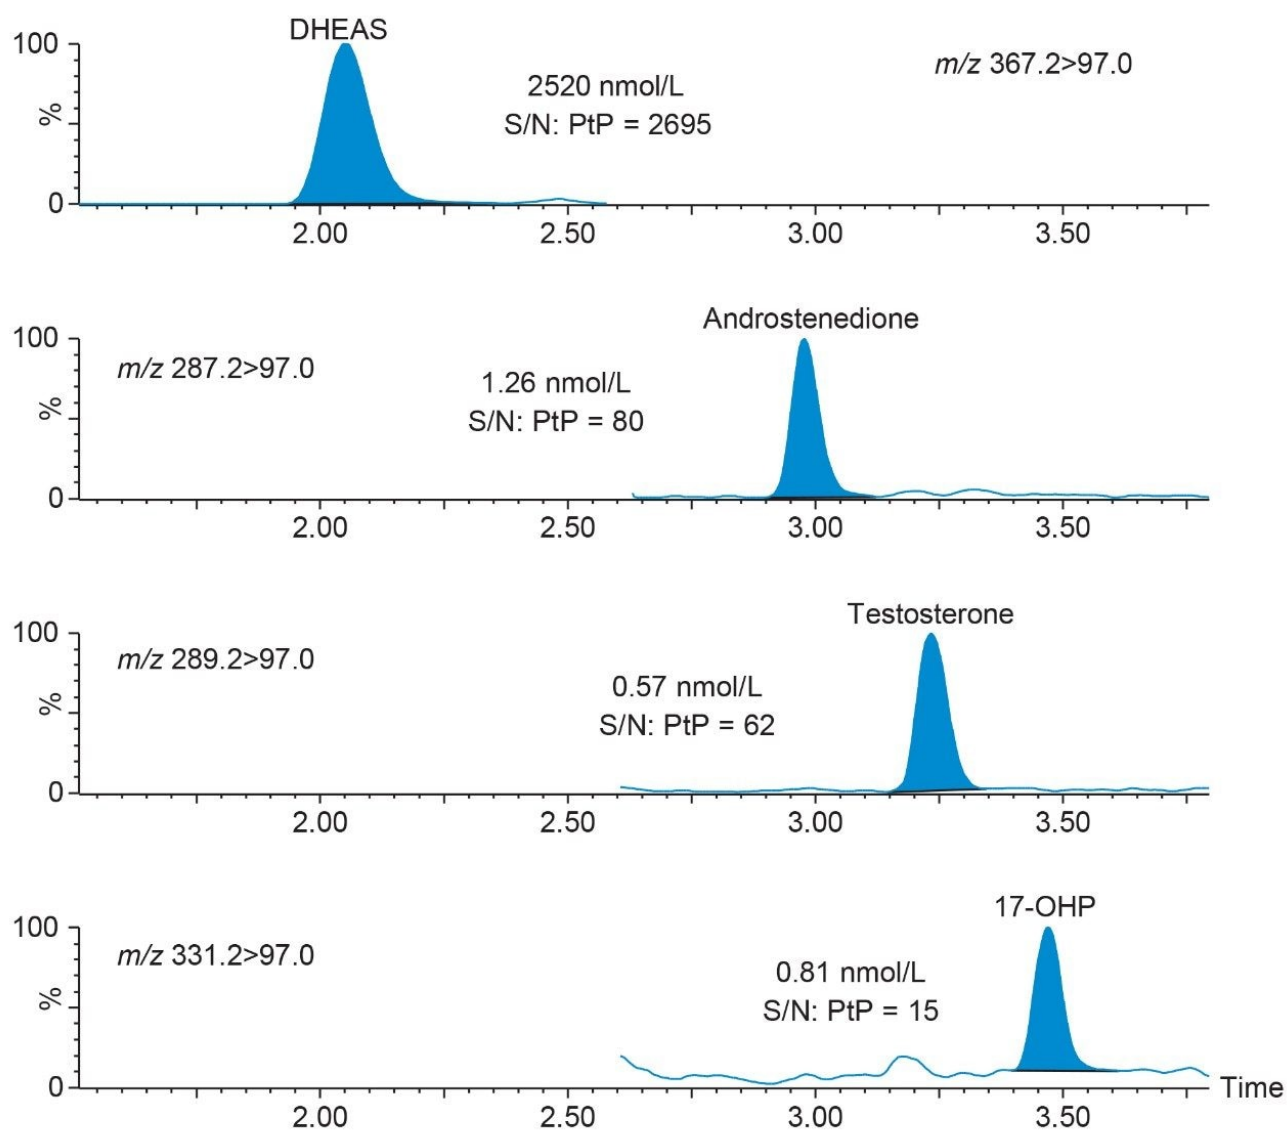 DHEAS
100
%
0
2520 nmol/L
S/N: PtP = 2695
m/z 367.2>97.0
2.00 2.50 3.00 3.50
Androstenedione
100
%
0
m/z 287.2>97.0
1.26 nmol/L
S/N: PtP = 80
2.00 2.50 3.00 3.50
Testosterone
100
%
0
m/z 289.2>97.0
0.57 nmol/L
S/N: PtP = 62
2.00 2.50 3.00 3.50
17-OHP
100
%
0
m/z 331.2>97.0
0.81 nmol/L
S/N: PtP = 15
Time
2.00 2.50 3.00 3.50